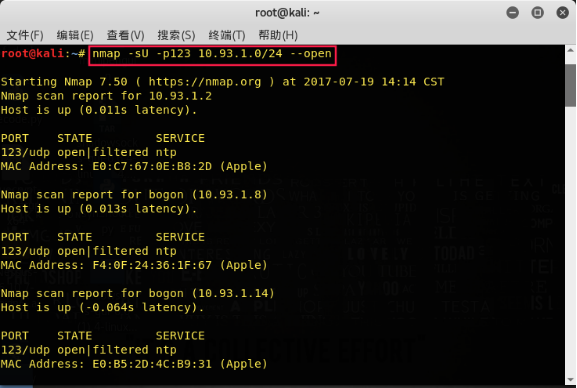 root@kali: ~
文件(F) 编辑(E) 查看(V) 搜索(S) 终端(T) 帮助(H)
root@kali:~# nmap -sU -p123 10.93.1.0/24 --open
Starting Nmap 7.50 ( https://nmap.org ) at 2017-07-19 14:14 CST
Nmap scan report for 10.93.1.2
Host is up (0.011s latency).
PORT    STATE         SERVICE
123/udp open|filtered ntp
MAC Address: E0:C7:67:0E:B8:2D (Apple)
Nmap scan report for bogon (10.93.1.8)
Host is up (0.013s latency).
PORT    STATE         SERVICE
123/udp open|filtered ntp
MAC Address: F4:0F:24:36:1F:67 (Apple)
Nmap scan report for bogon (10.93.1.14)
Host is up (-0.064s latency).
PORT    STATE         SERVICE
123/udp open|filtered ntp
MAC Address: E0:B5:2D:4C:B9:31 (Apple)